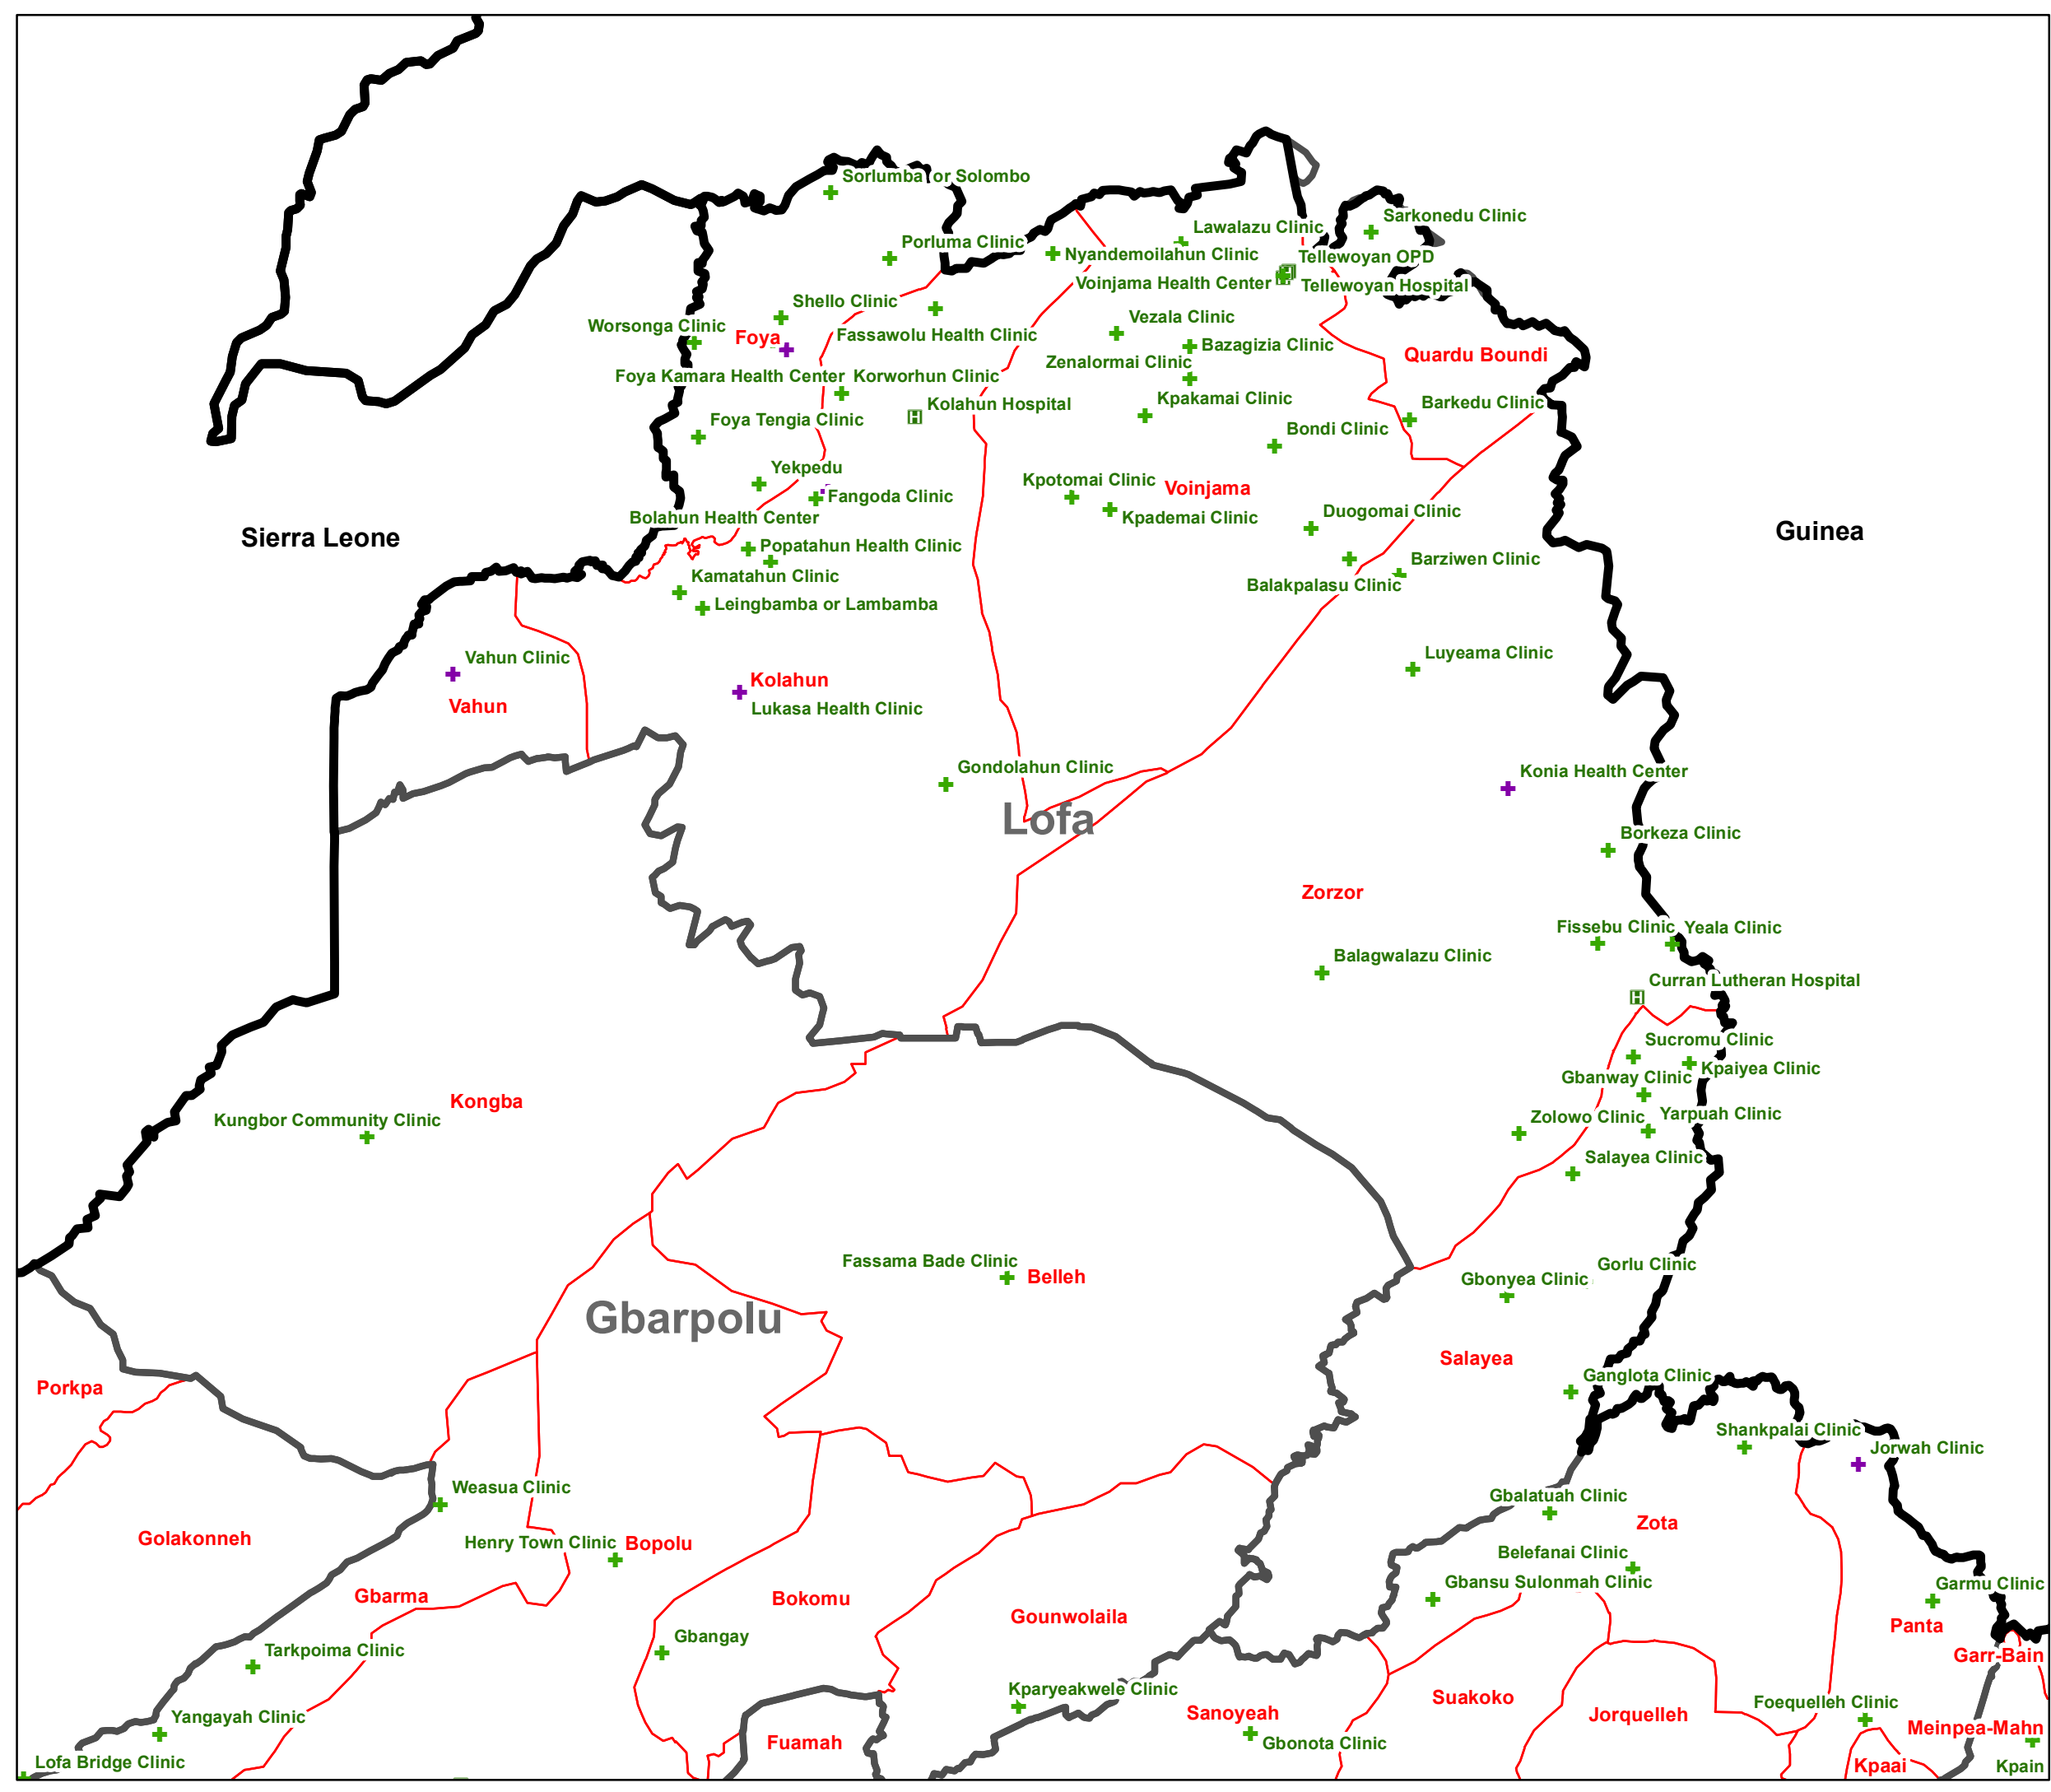 Sorlumba or Solombo
Sarkonedu Clinic
Lawalazu Clinic
Porluma Clinic
Nyandemoilahun Clinic
Tellewoyan OPD
Voinjama Health Center
Tellewoyan Hospital
Shello Clinic
Worsonga Clinic
Foya
Fassawolu Health Clinic
Vezala Clinic
Bazagizia Clinic
Quardu Boundi
Zenalormai Clinic
Foya Kamara Health Center
Korworhun Clinic
Kolahun Hospital
Kpakamai Clinic
Barkedu Clinic
Foya Tengia Clinic
Bondi Clinic
Yekpedu
Kpotomai Clinic
Voinjama
Fangoda Clinic
Bolahun Health Center
Kpademai Clinic
Duogomai Clinic
Sierra Leone
Guinea
Popatahun Health Clinic
Barziwen Clinic
Kamatahun Clinic
Balakpalasu Clinic
Leingbamba or Lambamba
Vahun Clinic
Luyeama Clinic
Kolahun
Vahun
Lukasa Health Clinic
Gondolahun Clinic
Konia Health Center
Lofa
Borkeza Clinic
Zorzor
Fissebu Clinic
Yeala Clinic
Balagwalazu Clinic
Curran Lutheran Hospital
Sucromu Clinic
Kpaiyea Clinic
Gbanway Clinic
Kongba
Kungbor Community Clinic
Zolowo Clinic
Yarpuah Clinic
Salayea Clinic
Fassama Bade Clinic
Belleh
Gorlu Clinic
Gbonyea Clinic
Gbarpolu
Salayea
Porkpa
Ganglota Clinic
Shankpalai Clinic
Jorwah Clinic
Weasua Clinic
Gbalatuah Clinic
Zota
Golakonneh
Henry Town Clinic
Bopolu
Belefanai Clinic
Gbansu Sulonmah Clinic
Gbarma
Bokomu
Gounwolaila
Garmu Clinic
Panta
Gbangay
Tarkpoima Clinic
Garr-Bain
Kparyeakwele Clinic
Suakoko
Foequelleh Clinic
Yangayah Clinic
Sanoyeah
Jorquelleh
Meinpea-Mahn
Fuamah
Gbonota Clinic
Lofa Bridge Clinic
Kpaai
Kpain